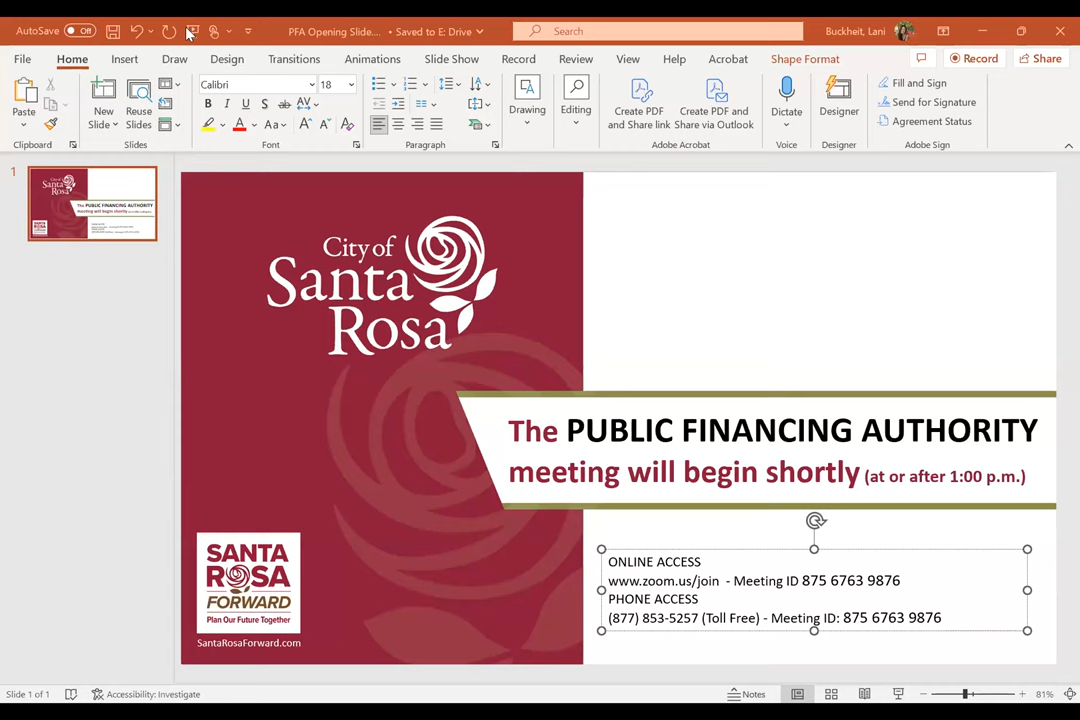 AutoSave Off PFA Opening Slide.... • Saved to E: Drive Search Buckheit, Lani
File Home Insert Draw Design Transitions Animations Slide Show Record Review View Help Acrobat Shape Format Record Share
Calibri 18
Paste New Slides Reuse Slides
Drawing Editing Create PDF and Share link Create PDF and Share via Outlook Dictate Designer
Fill and Sign
Send for Signature
Agreement Status
Clipboard Slides Font Paragraph Adobe Acrobat Voice Designer Adobe Sign
1
City of
Santa
Rosa
The PUBLIC FINANCING AUTHORITY
meeting will begin shortly (at or after 1:00 p.m.)
ONLINE ACCESS
www.zoom.us/join - Meeting ID 875 6763 9876
PHONE ACCESS
(877) 853-5257 (Toll Free) - Meeting ID: 875 6763 9876
SANTA
ROSA
FORWARD
Plan Our Future Together
SantaRosaForward.com
Slide 1 of 1 Accessibility: Investigate Notes 81%